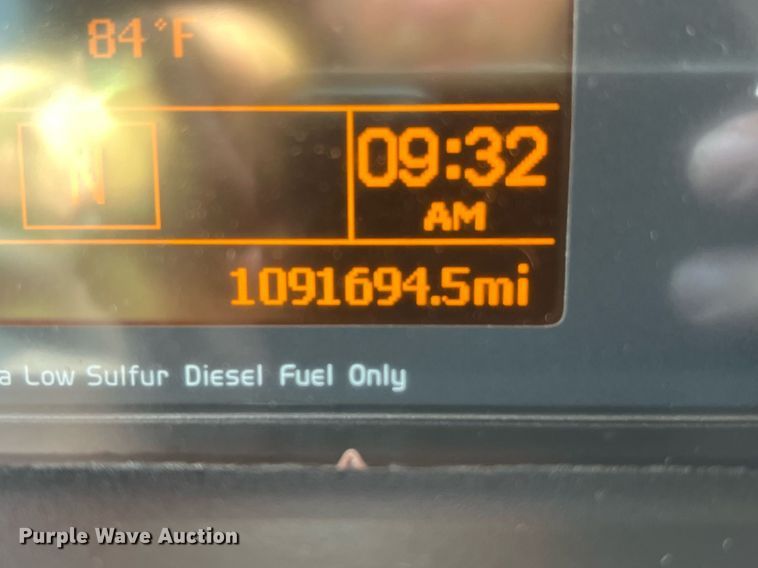 84°F
N
09:32
AM
1091694.5mi
a Low Sulfur Diesel Fuel Only
Purple Wave Auction